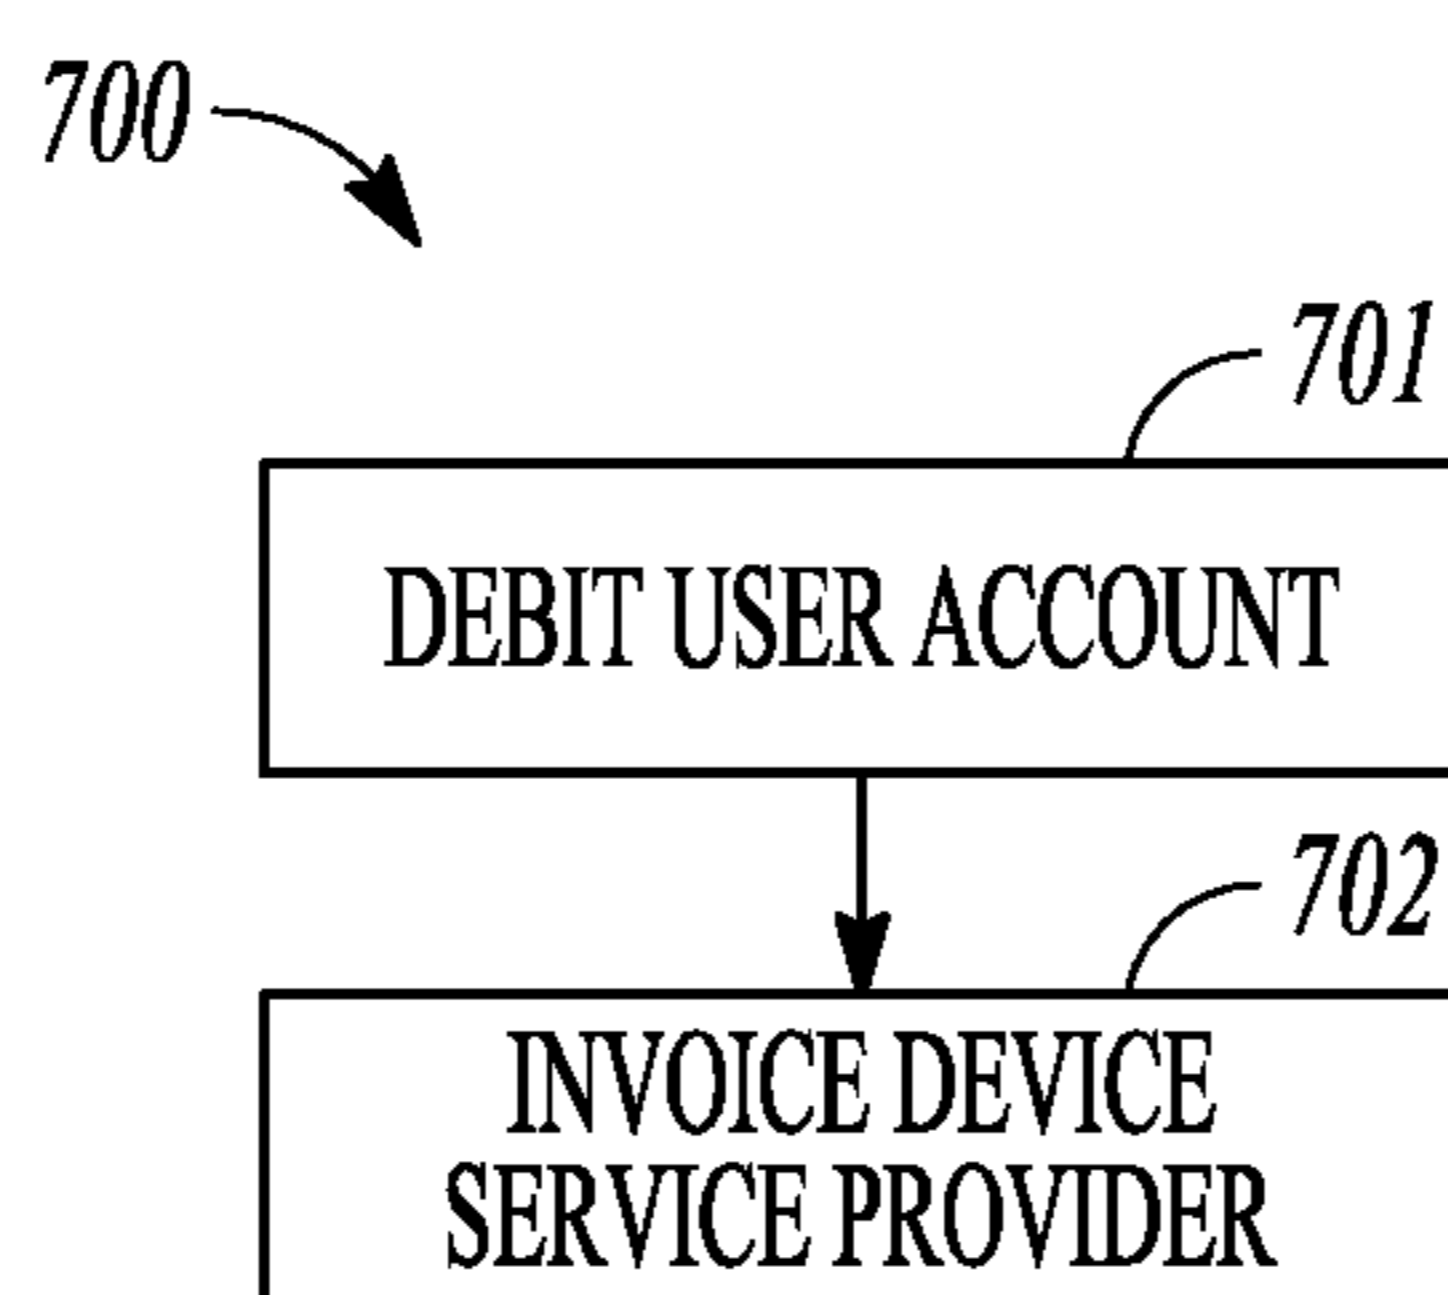 700
701
DEBIT USER ACCOUNT
702
INVOICE DEVICE
SERVICE PROVIDER